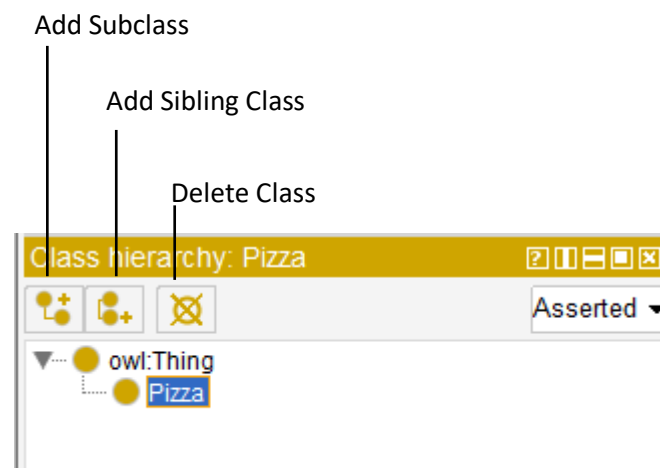 Add Subclass
Add Sibling Class
Delete Class
Class hierarchy: Pizza
Asserted
owl:Thing
Pizza